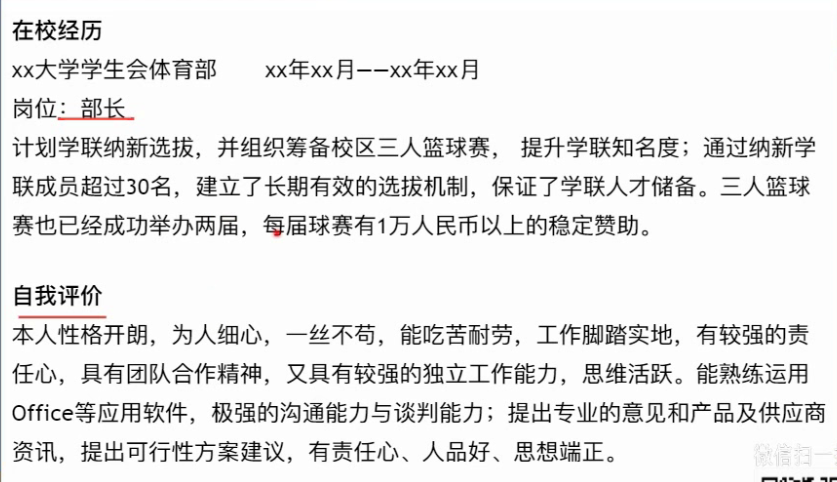 在校经历
xx大学学生会体育部 xx年xx月——xx年xx月
岗位：部长
计划学联纳新选拔，并组织筹备校区三人篮球赛， 提升学联知名度；通过纳新学
联成员超过30名，建立了长期有效的选拔机制，保证了学联人才储备。三人篮球
赛也已经成功举办两届，每届球赛有1万人民币以上的稳定赞助。
自我评价
本人性格开朗，为人细心，一丝不苟，能吃苦耐劳，工作脚踏实地，有较强的责
任心，具有团队合作精神，又具有较强的独立工作能力，思维活跃。能熟练运用
Office等应用软件，极强的沟通能力与谈判能力；提出专业的意见和产品及供应商
资讯，提出可行性方案建议，有责任心、人品好、思想端正。
微信扫一